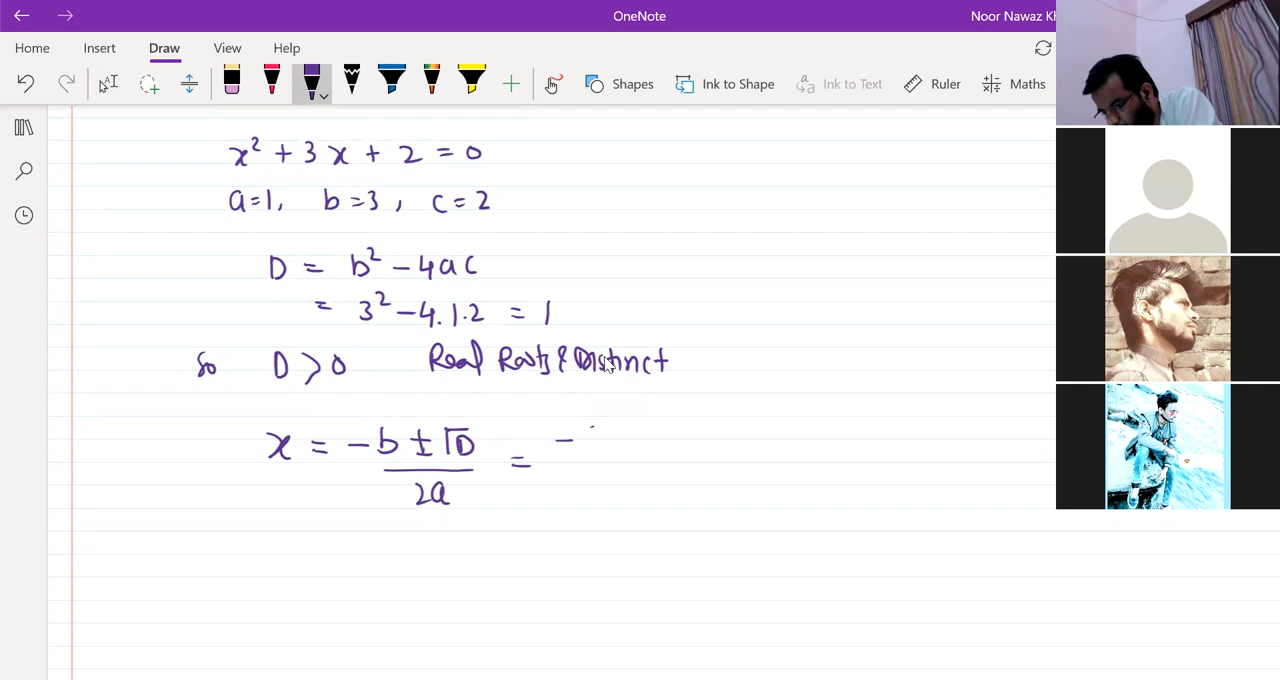 OneNote
Noor Nawaz Kh
Home Insert Draw View Help
Shapes Ink to Shape Ink to Text Ruler Maths
x² + 3x + 2 = 0
a=1, b=3, c=2
D = b² - 4ac
= 3² - 4.1.2 = 1
So D > 0 Real Roots & Distinct
x = -b ± √D / 2a = -